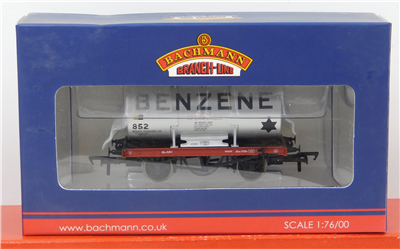 BACHMANN
BRANCH-LINE
BENZENE
852
www.bachmann.co.uk
SCALE 1:76/00